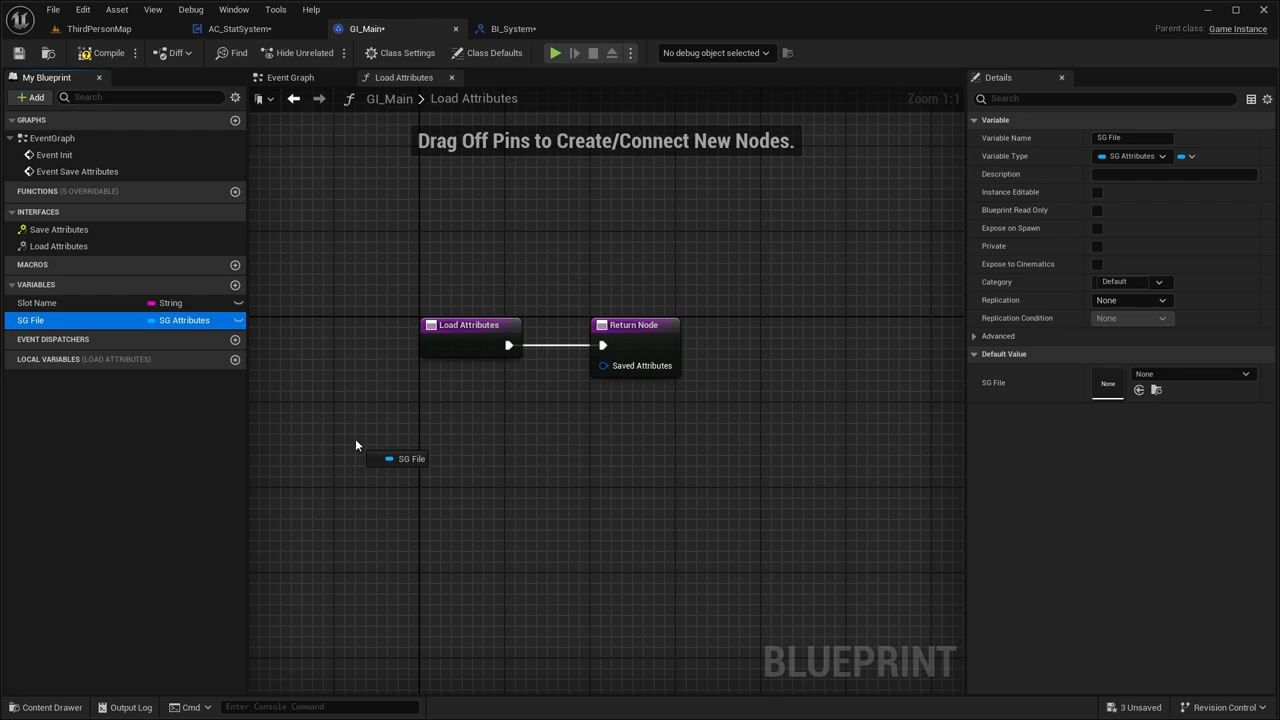 File Edit Asset View Debug Window Tools Help
ThirdPersonMap AC_StatSystem* GI_Main* BI_System* Parent class: Game Instance
Compile Diff Find Hide Unrelated Class Settings Class Defaults No debug object selected
My Blueprint Event Graph Load Attributes Details
+ Add Search GI_Main > Load Attributes Zoom 1:1 Search
Drag Off Pins to Create/Connect New Nodes.
GRAPHS
EventGraph
Event Init
Event Save Attributes
FUNCTIONS (5 OVERRIDABLE)
INTERFACES
Save Attributes
Load Attributes
MACROS
VARIABLES
Slot Name String
SG File SG Attributes
EVENT DISPATCHERS
LOCAL VARIABLES (LOAD ATTRIBUTES)
Load Attributes
Return Node
Saved Attributes
SG File
BLUEPRINT
Variable
Variable Name SG File
Variable Type SG Attributes
Description
Instance Editable
Blueprint Read Only
Expose on Spawn
Private
Expose to Cinematics
Category Default
Replication None
Replication Condition None
Advanced
Default Value
SG File None None
Content Drawer Output Log Cmd Enter Console Command 3 Unsaved Revision Control